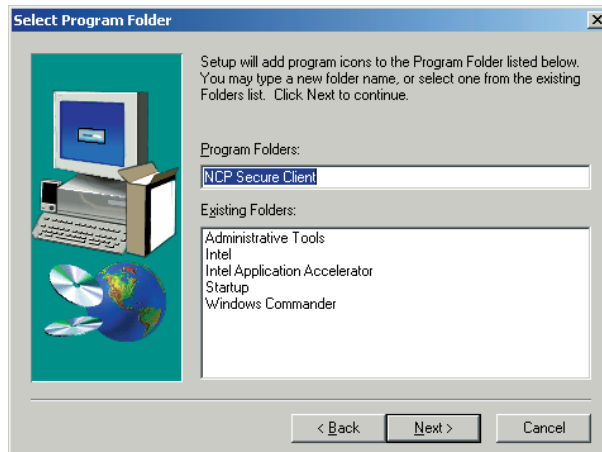 Select Program Folder
Setup will add program icons to the Program Folder listed below.
You may type a new folder name, or select one from the existing
Folders list.  Click Next to continue.
Program Folders:
NCP Secure Client
Existing Folders:
Administrative Tools
Intel
Intel Application Accelerator
Startup
Windows Commander
< Back
Next >
Cancel